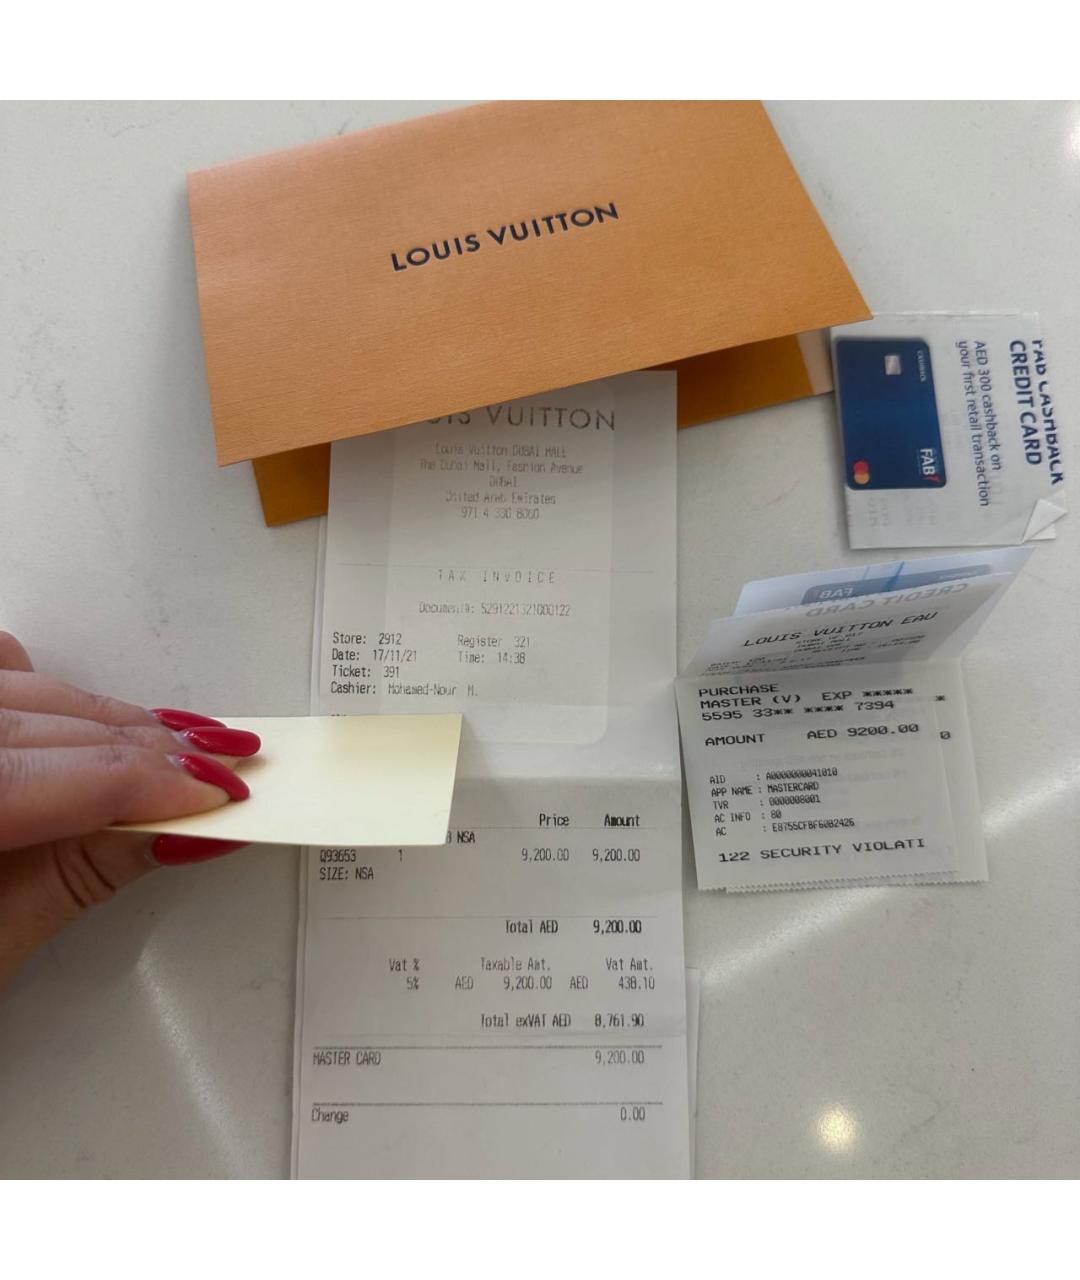 LOUIS VUITTON
VUITTON
Louis Vuitton DUBAI MALL
The Dubai Mall, Fashion Avenue
DUBAI
United Arab Emirates
971 4 330 8060
TAX INVOICE
Store: 2912 Register 321
Date: 17/11/21 Time: 14:38
Ticket: 391
Cashier: Mohamed-Nour M.
Price Amount
NSA
Q93653 1 9,200.00 9,200.00
SIZE: NSA
Total AED 9,200.00
Vat % Taxable Amt. Vat Amt.
5% AED 9,200.00 AED 438.10
Total exVAT AED 8,761.90
MASTER CARD 9,200.00
Change 0.00
FAB CASHBACK
CREDIT CARD
AED 300 cashback on
your first retail transaction
CASHBACK
FAB
LOUIS VUITTON EAU
PURCHASE
MASTER (V) EXP *****
5595 33** **** 7394
AMOUNT AED 9200.00
AID : A0000000041010
APP NAME : MASTERCARD
TVR : 0000008001
AC INFO : 80
AC : E8755CFBF60B2426
122 SECURITY VIOLATI